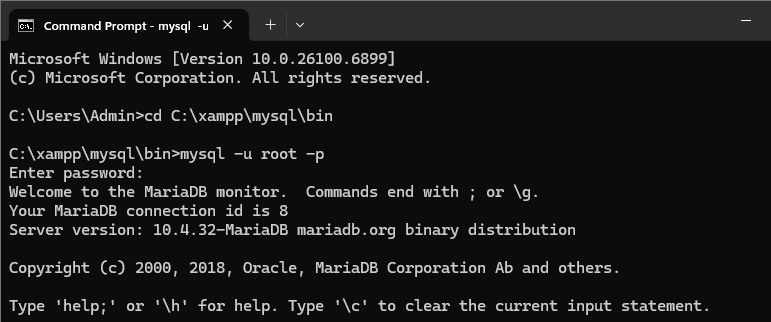 Command Prompt - mysql -u
Microsoft Windows [Version 10.0.26100.6899]
(c) Microsoft Corporation. All rights reserved.
C:\Users\Admin>cd C:\xampp\mysql\bin
C:\xampp\mysql\bin>mysql -u root -p
Enter password:
Welcome to the MariaDB monitor.  Commands end with ; or \g.
Your MariaDB connection id is 8
Server version: 10.4.32-MariaDB mariadb.org binary distribution
Copyright (c) 2000, 2018, Oracle, MariaDB Corporation Ab and others.
Type 'help;' or '\h' for help. Type '\c' to clear the current input statement.